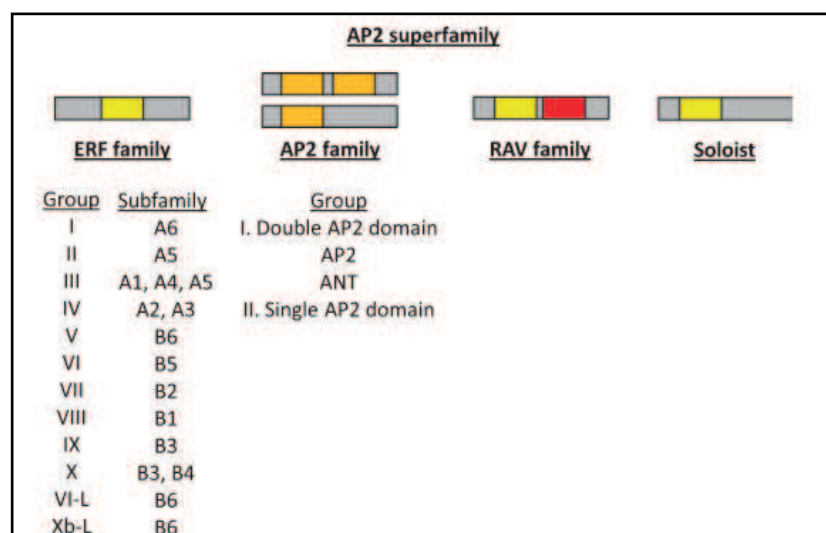 AP2 superfamily
ERF family AP2 family RAV family Soloist
Group Subfamily Group
I A6 I. Double AP2 domain
II A5 AP2
III A1, A4, A5 ANT
IV A2, A3 II. Single AP2 domain
V B6
VI B5
VII B2
VIII B1
IX B3
X B3, B4
VI-L B6
Xb-L B6